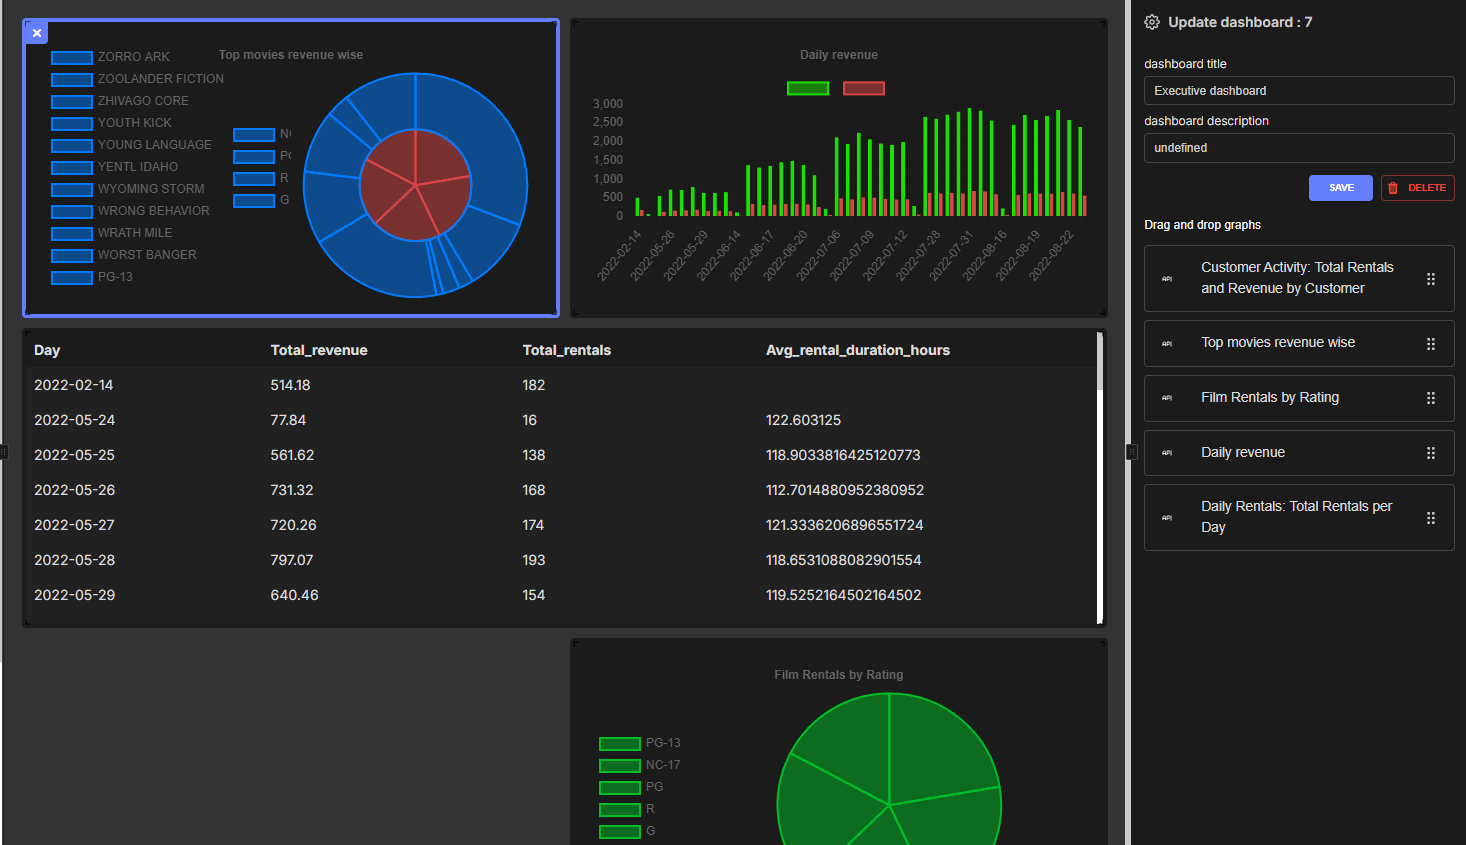 Top movies revenue wise
ZORRO ARK
ZOOLANDER FICTION
ZHIVAGO CORE
YOUTH KICK
YOUNG LANGUAGE
YENTL IDAHO
WYOMING STORM
WRONG BEHAVIOR
WRATH MILE
WORST BANGER
PG-13
R
G
Daily revenue
3,000
2,500
2,000
1,500
1,000
500
0
2022-02-14
2022-05-26
2022-05-29
2022-06-14
2022-06-17
2022-06-20
2022-07-06
2022-07-09
2022-07-12
2022-07-28
2022-07-31
2022-08-16
2022-08-19
2022-08-22
Day Total_revenue Total_rentals Avg_rental_duration_hours
2022-02-14 514.18 182
2022-05-24 77.84 16 122.603125
2022-05-25 561.62 138 118.9033816425120773
2022-05-26 731.32 168 112.7014880952380952
2022-05-27 720.26 174 121.3336206896551724
2022-05-28 797.07 193 118.6531088082901554
2022-05-29 640.46 154 119.5252164502164502
Film Rentals by Rating
PG-13
NC-17
PG
R
G
Update dashboard : 7
dashboard title
Executive dashboard
dashboard description
undefined
SAVE DELETE
Drag and drop graphs
API Customer Activity: Total Rentals
and Revenue by Customer
API Top movies revenue wise
API Film Rentals by Rating
API Daily revenue
API Daily Rentals: Total Rentals per
Day